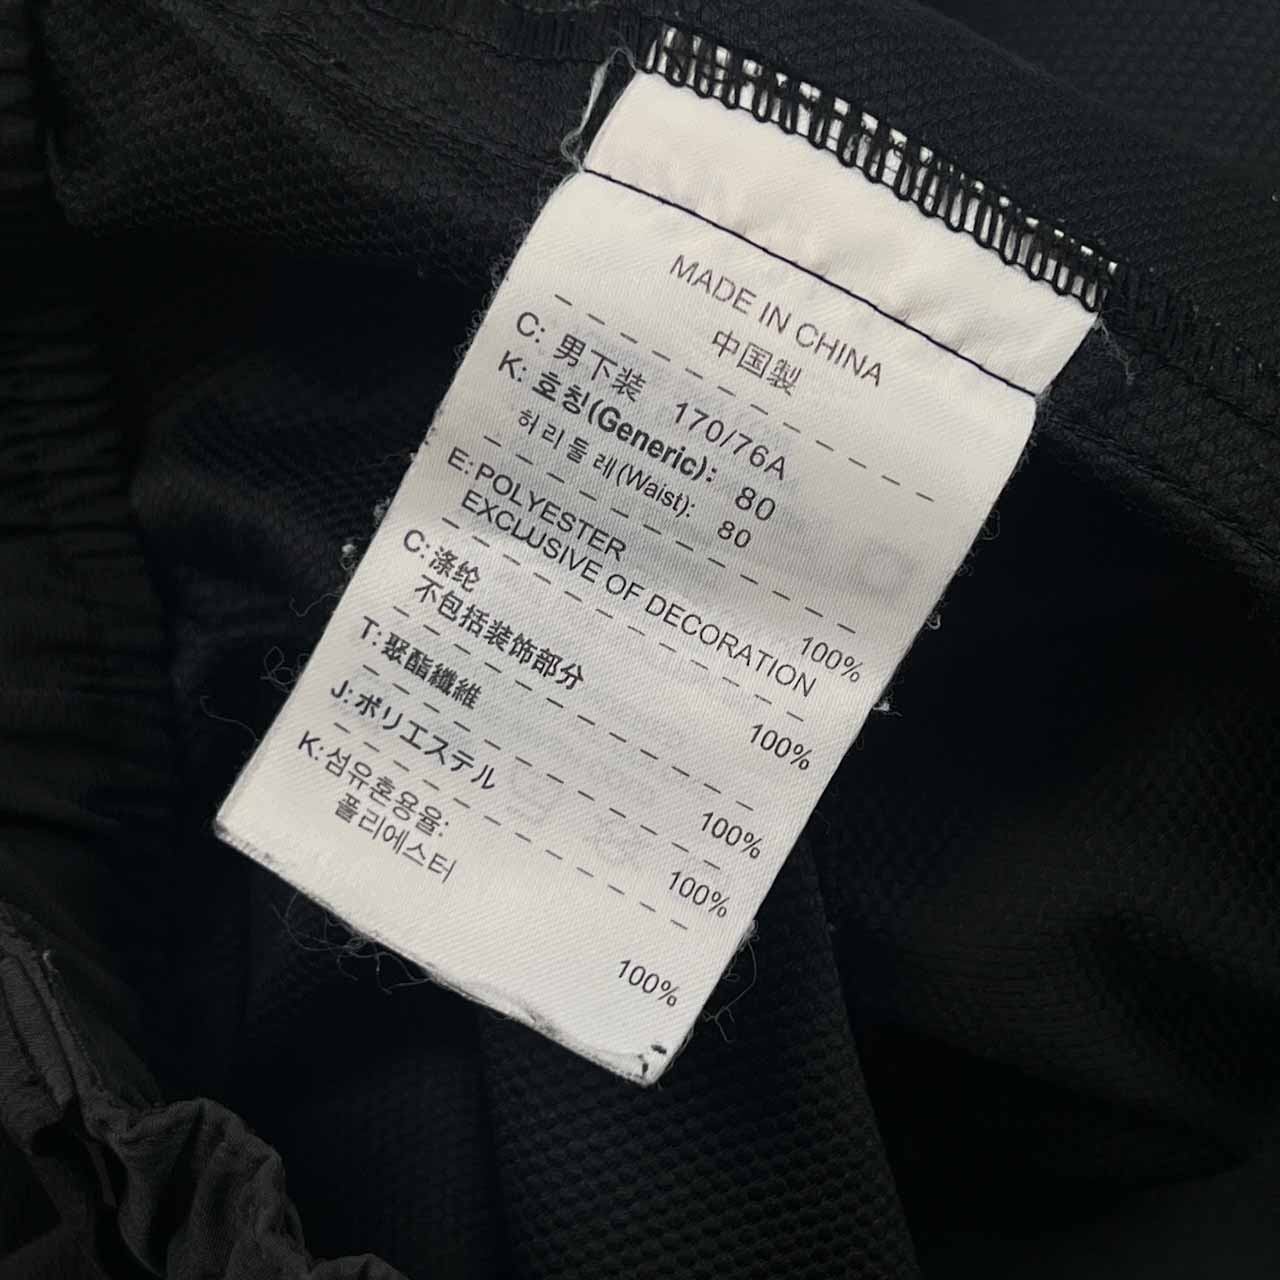 MADE IN CHINA
中国製
C: 男下装 170/76A
K: 호칭(Generic): 80
허리둘레(Waist): 80
E: POLYESTER 100%
EXCLUSIVE OF DECORATION
C: 涤纶 100%
不包括装饰部分
T: 聚酯纖維 100%
J: ポリエステル 100%
K: 섬유혼용율:
폴리에스터 100%